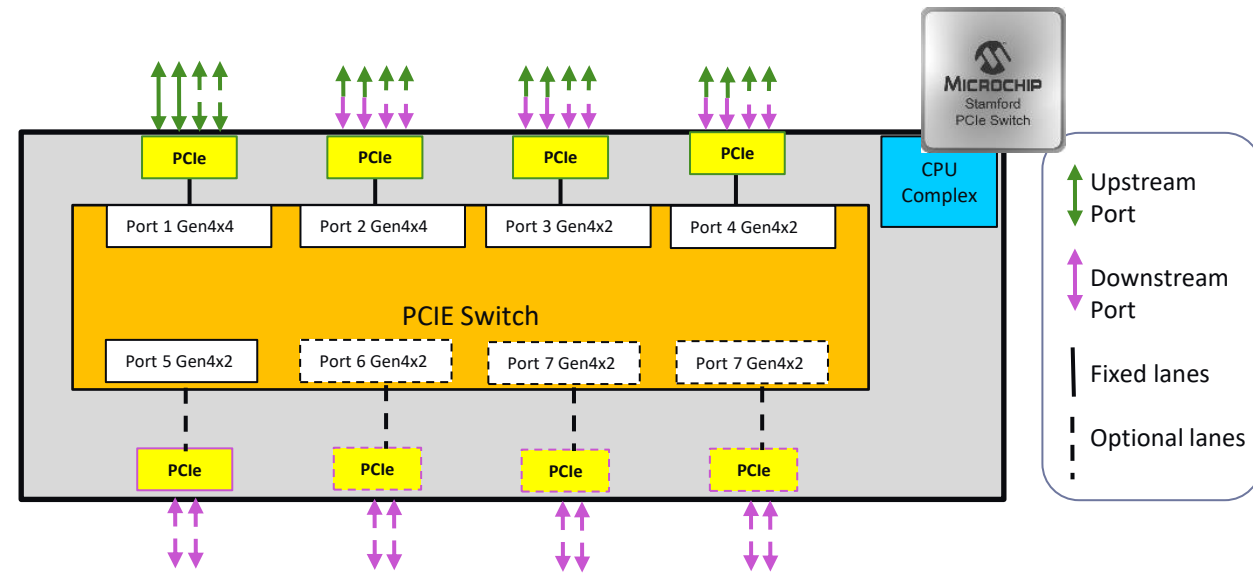 MICROCHIP
Stamford
PCIe Switch
PCIe
PCIe
PCIe
PCIe
CPU
Complex
Port 1 Gen4x4
Port 2 Gen4x4
Port 3 Gen4x2
Port 4 Gen4x2
PCIE Switch
Port 5 Gen4x2
Port 6 Gen4x2
Port 7 Gen4x2
Port 7 Gen4x2
PCIe
PCIe
PCIe
PCIe
Upstream
Port
Downstream
Port
Fixed lanes
Optional lanes